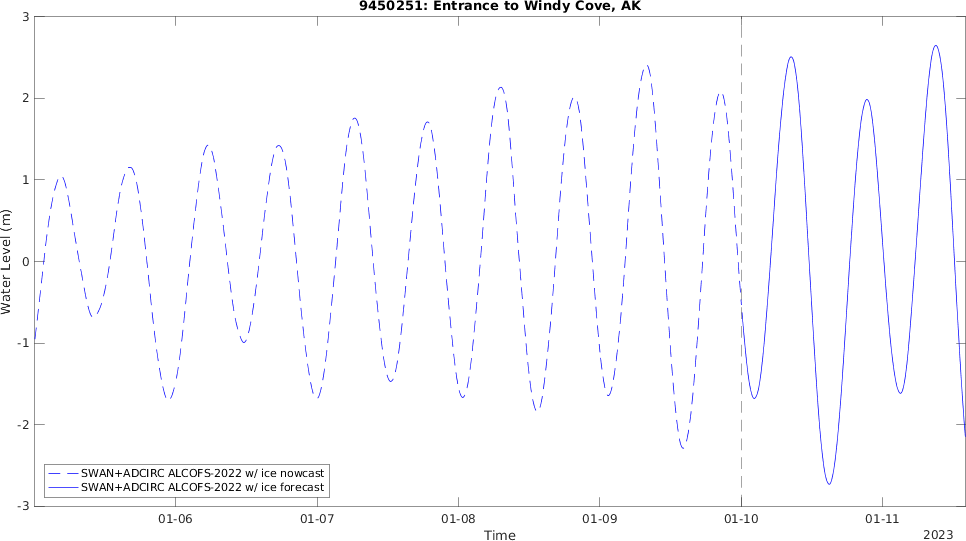 9450251: Entrance to Windy Cove, AK
3
2
1
0
-1
-2
-3
Water Level (m)
SWAN+ADCIRC ALCOFS-2022 w/ ice nowcast
SWAN+ADCIRC ALCOFS-2022 w/ ice forecast
01-06 01-07 01-08 01-09 01-10 01-11
Time
2023